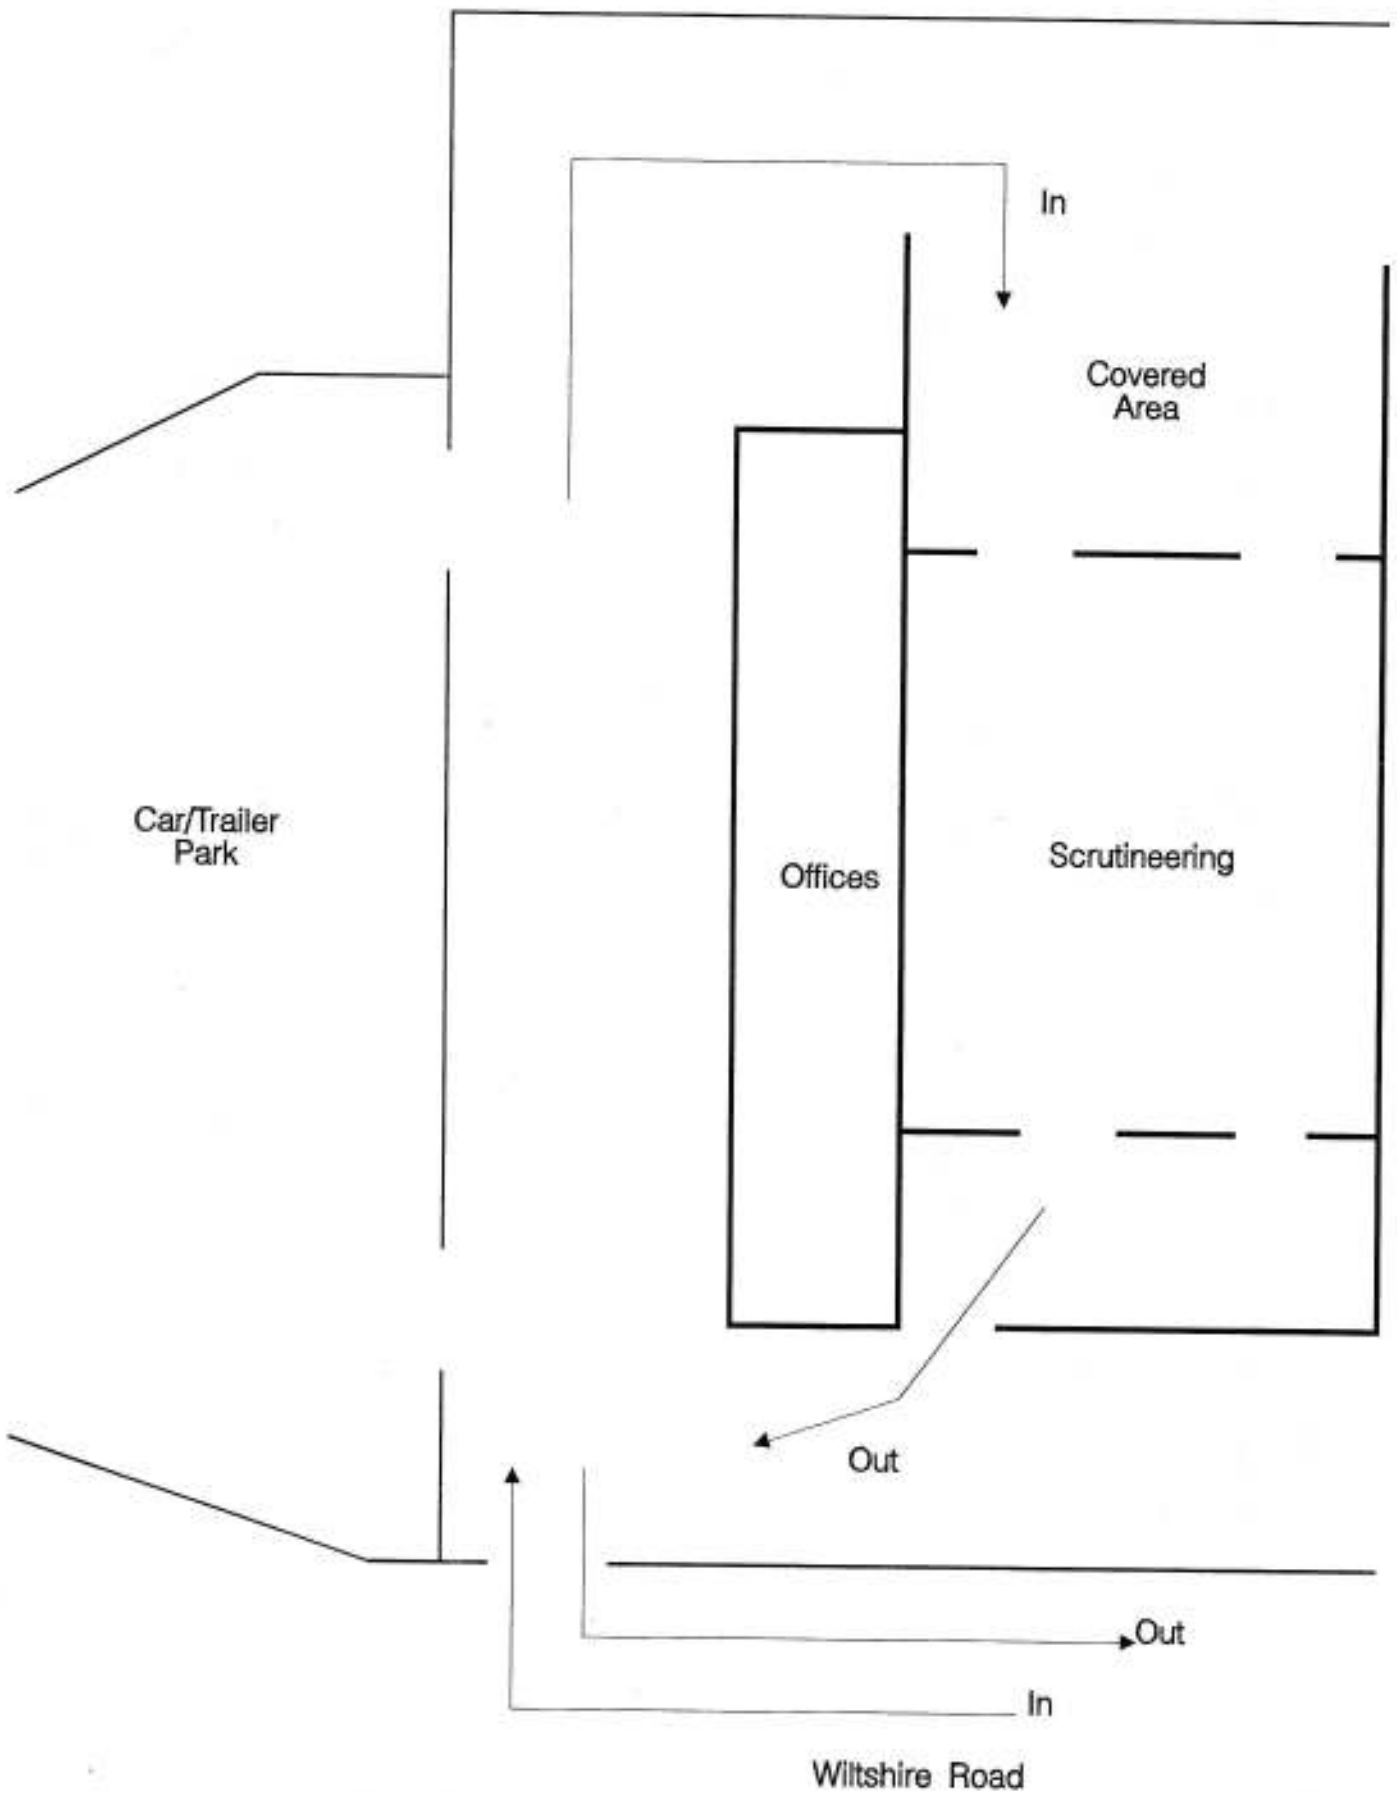 In
Covered
Area
Car/Trailer
Park
Offices
Scrutineering
Out
Out
In
Wiltshire Road